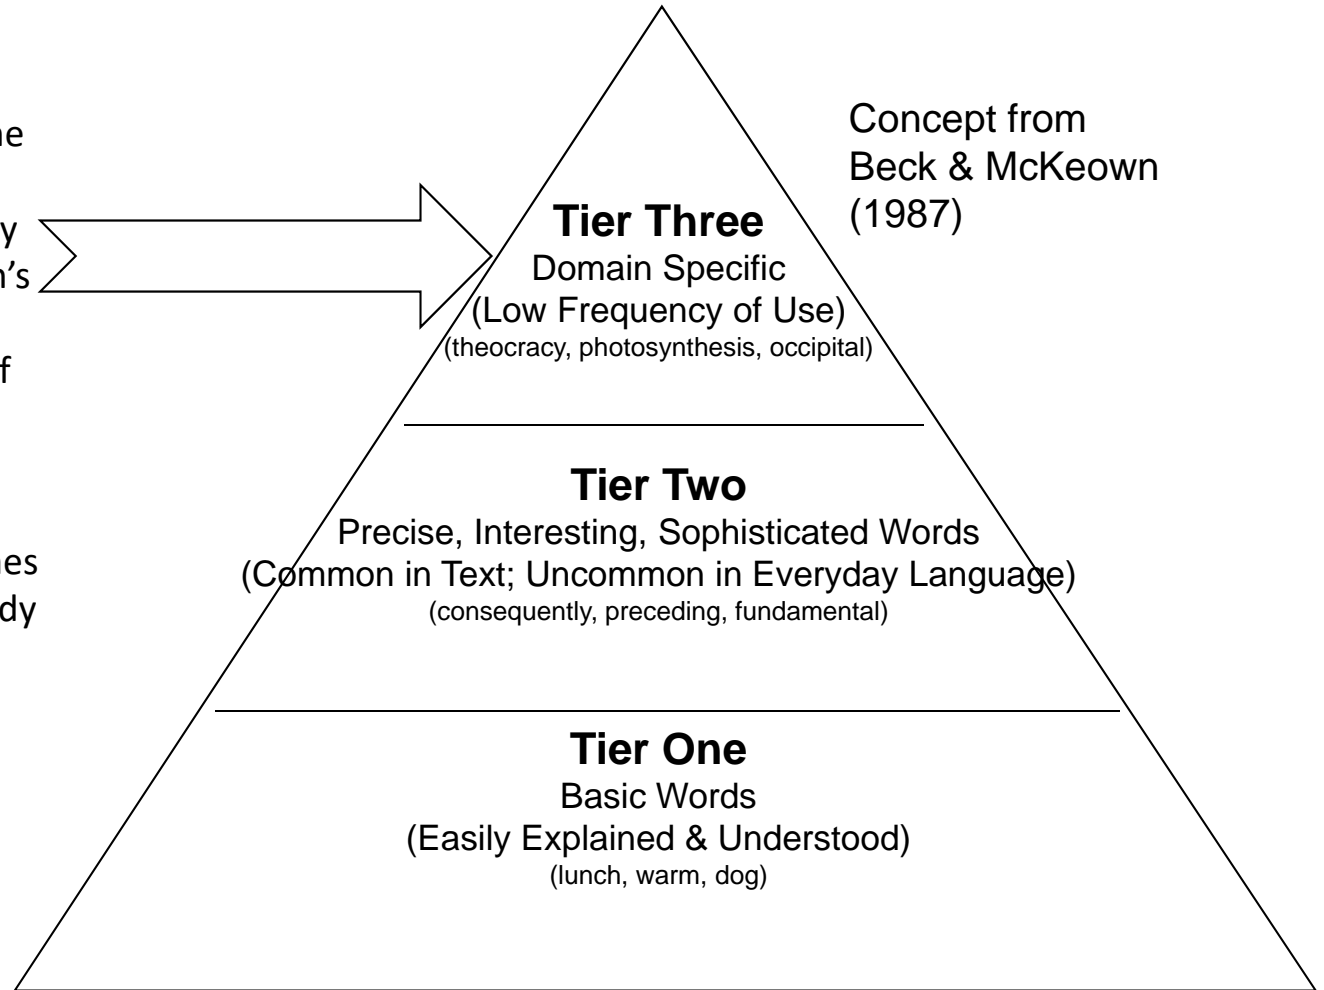 Concept from
Beck & McKeown
(1987)
Tier Three
Domain Specific
(Low Frequency of Use)
(theocracy, photosynthesis, occipital)
Tier Two
Precise, Interesting, Sophisticated Words
(Common in Text; Uncommon in Everyday Language)
(consequently, preceding, fundamental)
Tier One
Basic Words
(Easily Explained & Understood)
(lunch, warm, dog)